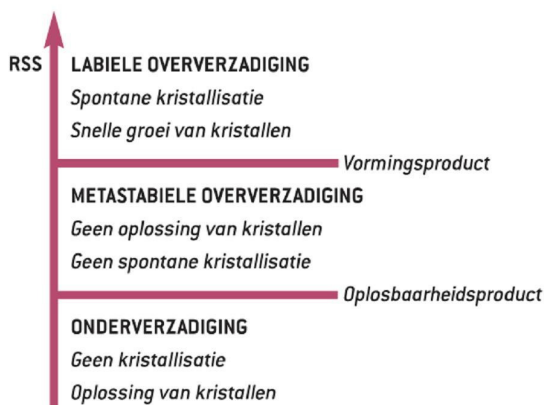 RSS
LABIELE OVERVERZADIGING
Spontane kristallisatie
Snelle groei van kristallen
Vormingsproduct
METASTABIELE OVERVERZADIGING
Geen oplossing van kristallen
Geen spontane kristallisatie
Oplosbaarheidsproduct
ONDERVERZADIGING
Geen kristallisatie
Oplossing van kristallen